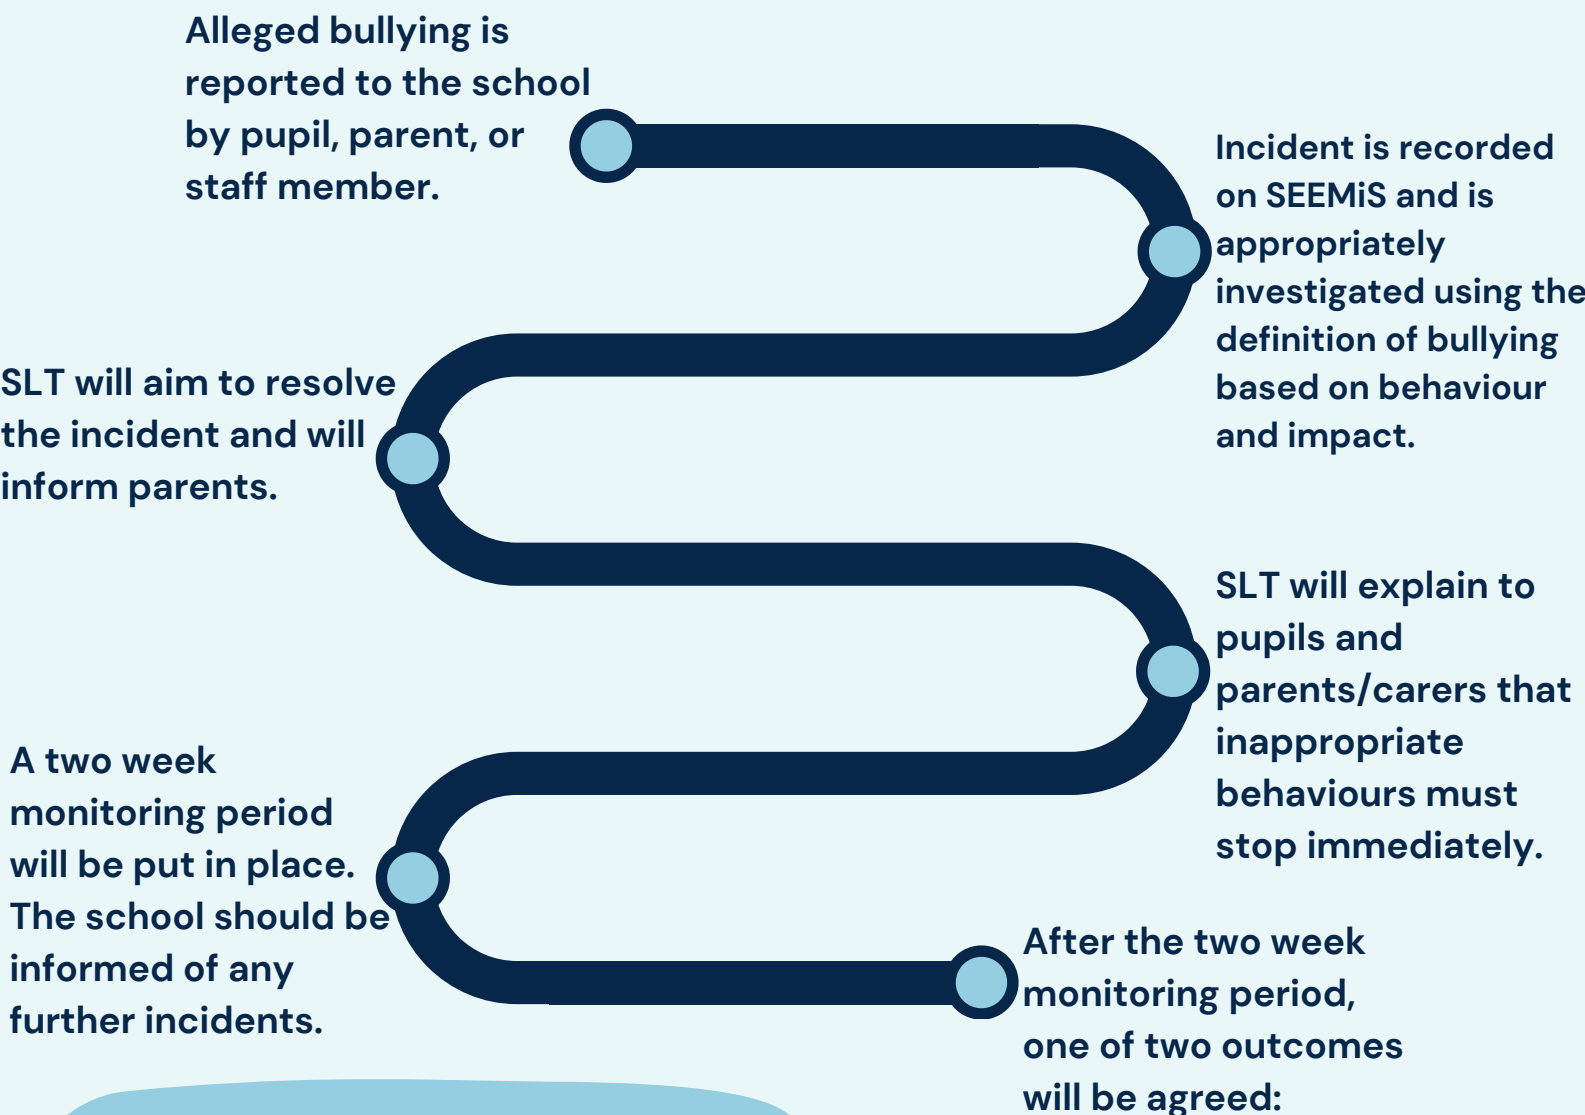 Alleged bullying is
reported to the school
by pupil, parent, or
staff member.
Incident is recorded
on SEEMiS and is
appropriately
investigated using the
definition of bullying
based on behaviour
and impact.
SLT will aim to resolve
the incident and will
inform parents.
SLT will explain to
pupils and
parents/carers that
inappropriate
behaviours must
stop immediately.
A two week
monitoring period
will be put in place.
The school should be
informed of any
further incidents.
After the two week
monitoring period,
one of two outcomes
will be agreed: